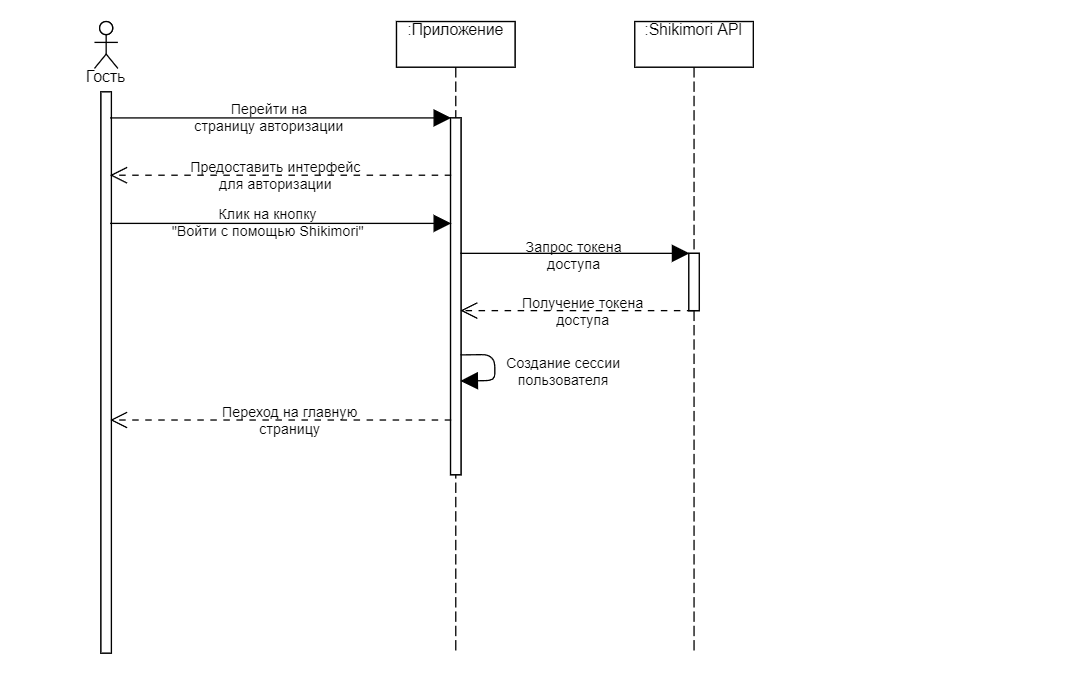 :Приложение
:Shikimori API
Гость
Перейти на
страницу авторизации
Предоставить интерфейс
для авторизации
Клик на кнопку
"Войти с помощью Shikimori"
Запрос токена
доступа
Получение токена
доступа
Создание сессии
пользователя
Переход на главную
страницу